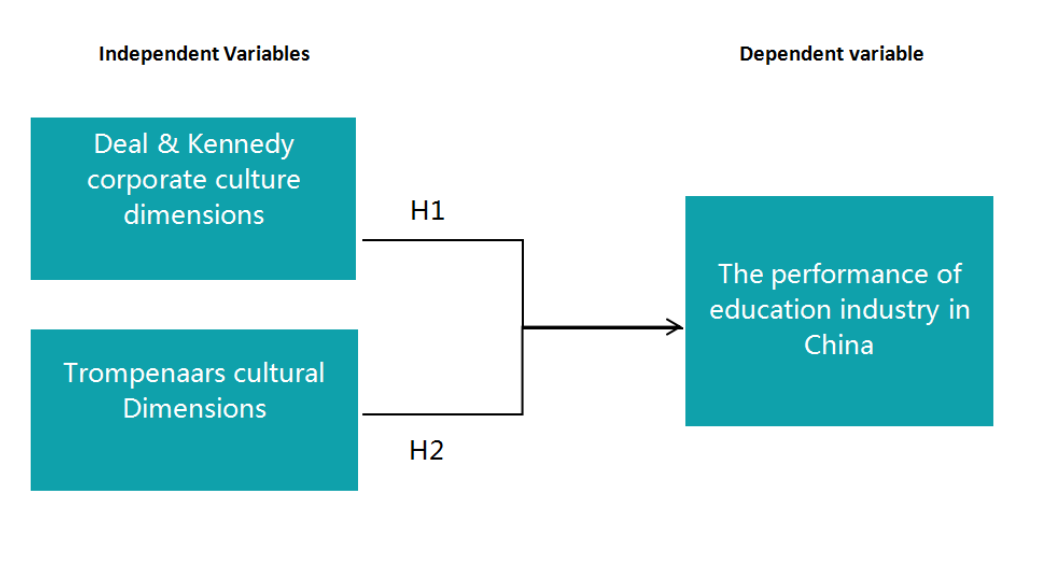 Independent Variables
Dependent variable
Deal & Kennedy
corporate culture
dimensions
H1
The performance of
education industry in
China
Trompenaars cultural
Dimensions
H2